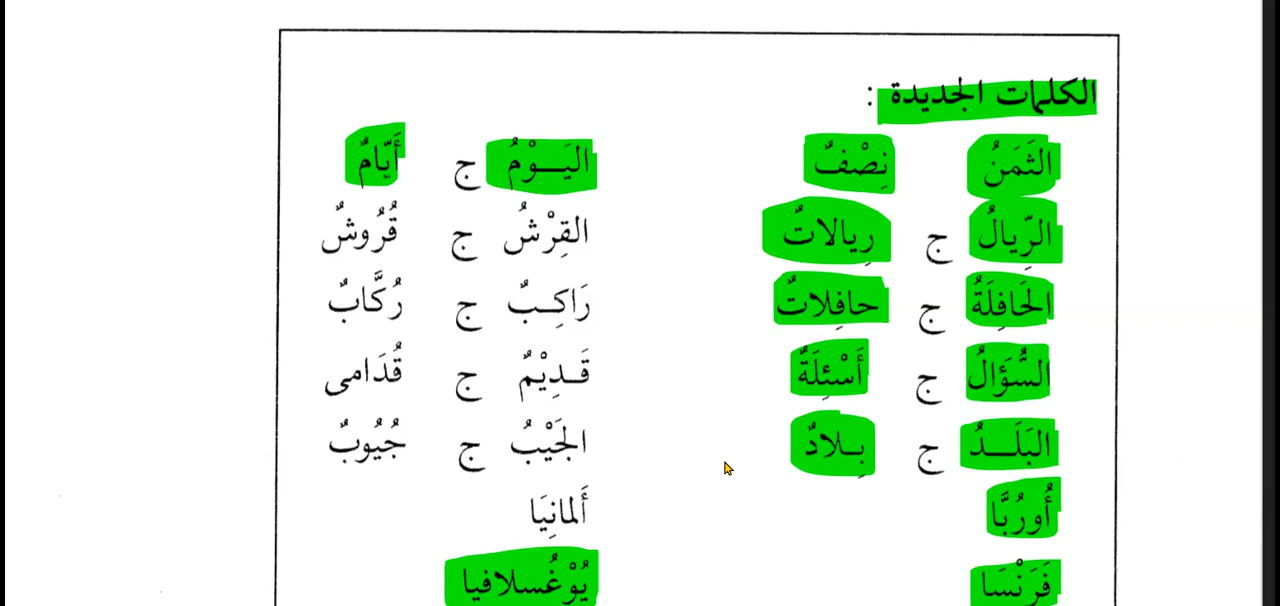 الكلمات الجديدة :
الثَمَنُ نِصْفٌ اليَـوْمُ ج أَيّامٌ
الرِّيالُ ج رِيالاتٌ القِرْشُ ج قُرُوشٌ
الحَافِلَةُ ج حافِلاتٌ رَاكِـبٌ ج رُكَّابٌ
السُّؤَالُ ج أَسْئِلَةٌ قَـدِيْمٌ ج قُدَامى
البَلَـدُ ج بِـلادٌ الجَيْبُ ج جُيُوبٌ
أُورُبَّا أَلمانِيَا
فَرَنْسَا يُوْغُسلافيا